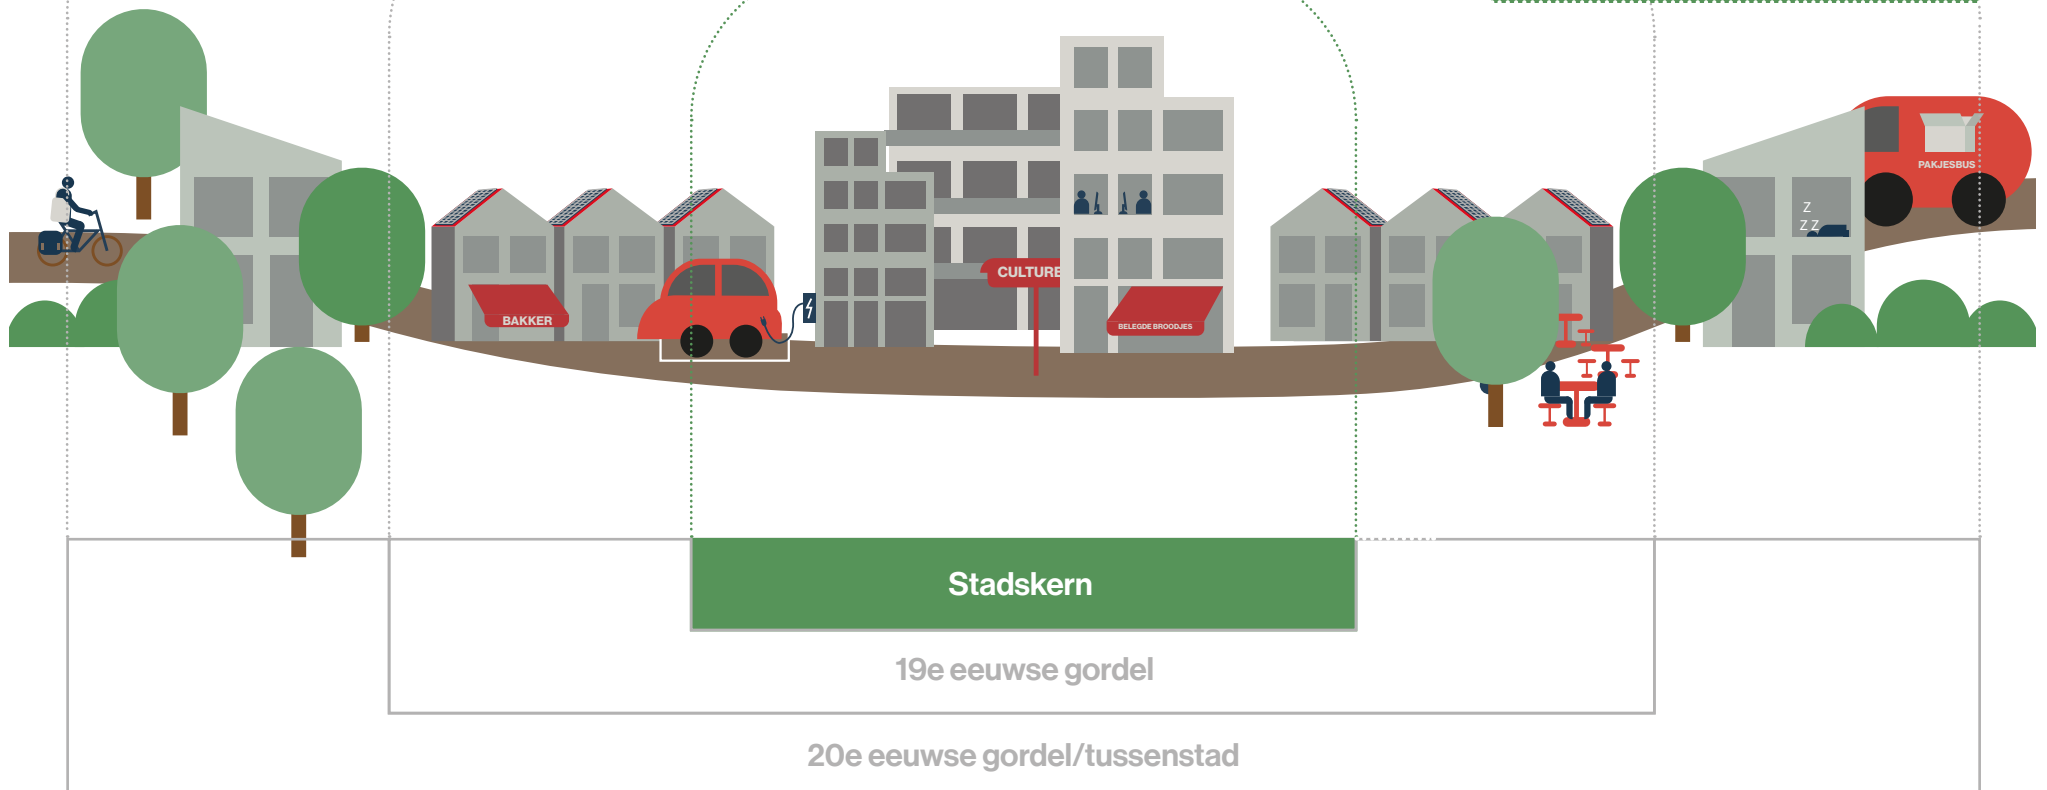 PAKJESBUS
Z
Z Z
CULTURE
BAKKER
BELEGDE BROODJES
Stadskern
19e eeuwse gordel
20e eeuwse gordel/tussenstad